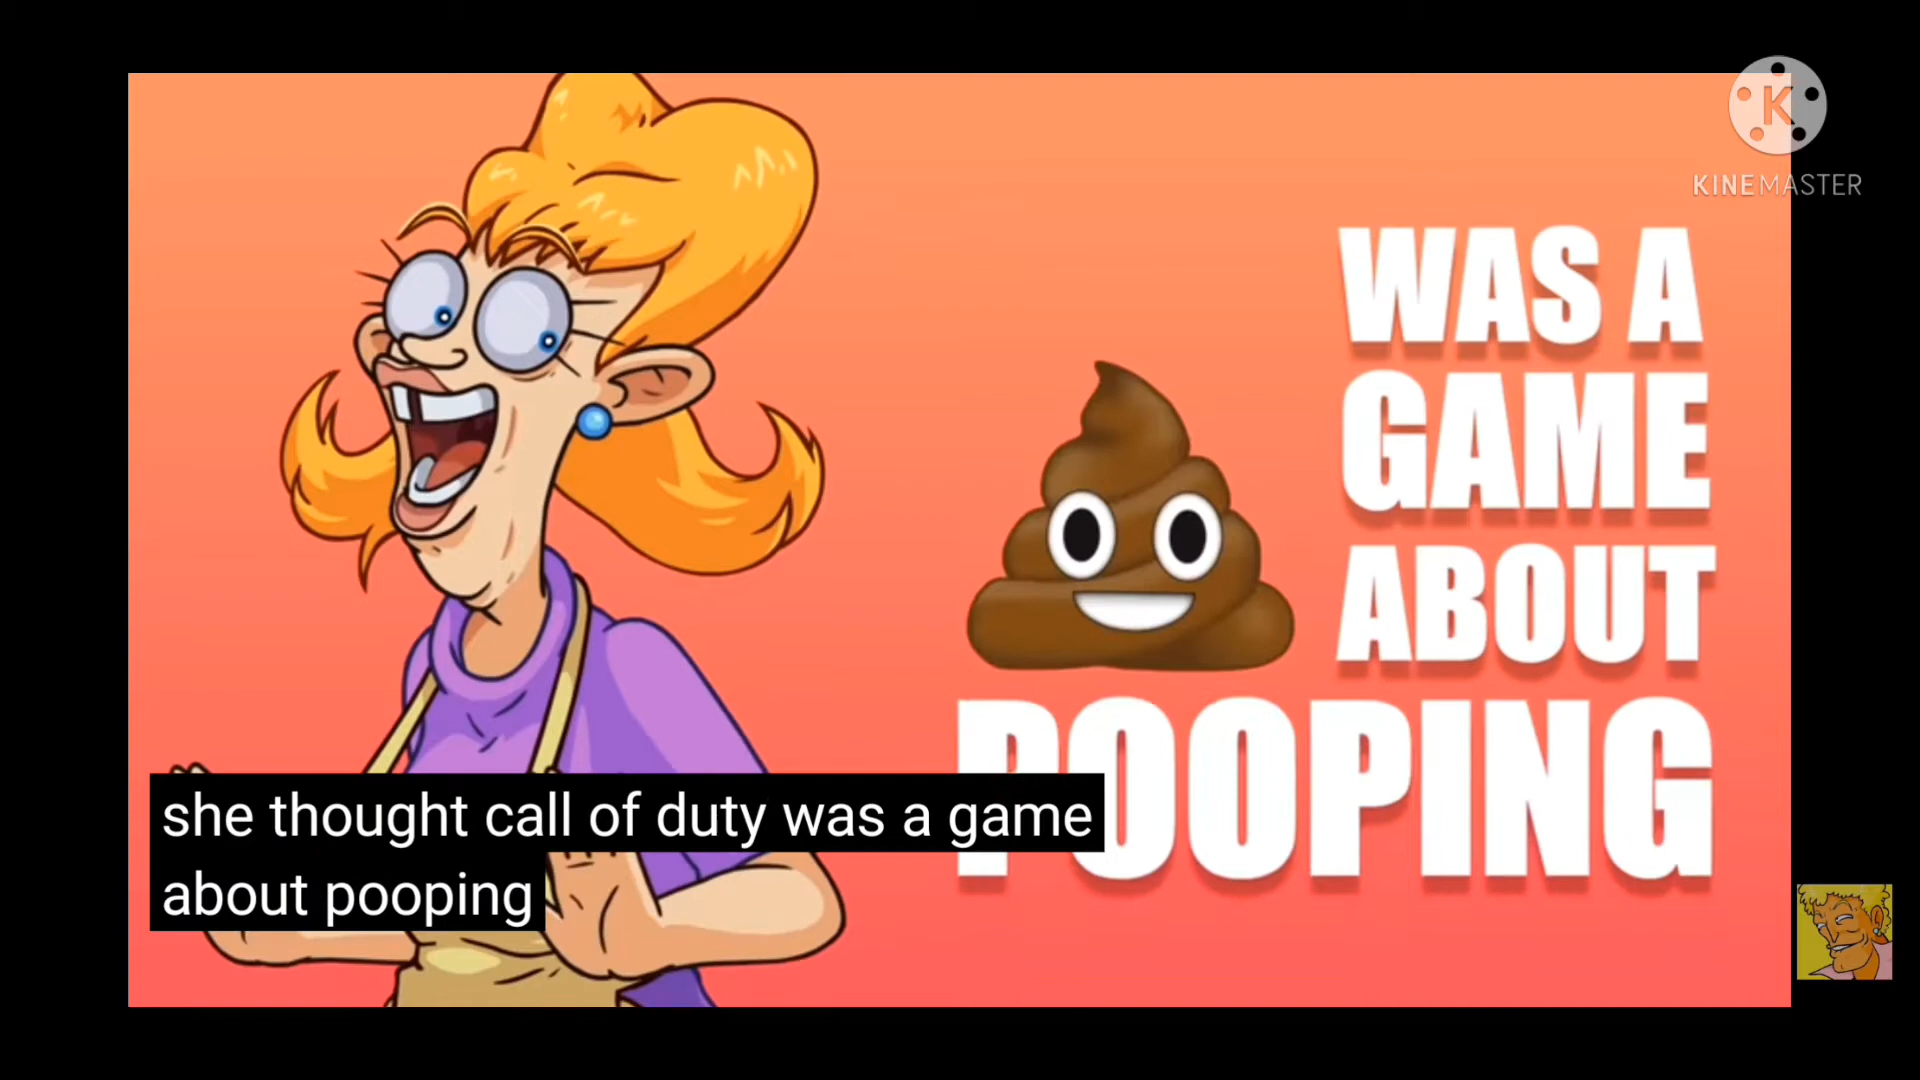 K
KINEMASTER
WAS A
GAME
ABOUT
POOPING
she thought call of duty was a game
about pooping